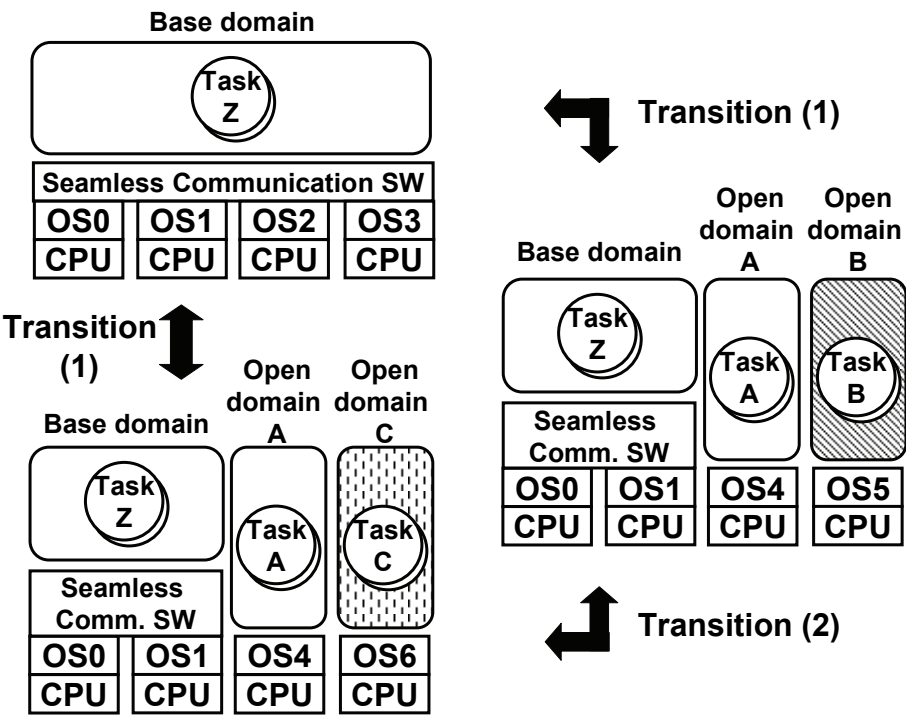 Base domain
Task
Z
Seamless Communication SW
OS0 OS1 OS2 OS3
CPU CPU CPU CPU
Transition (1)
Transition
(1)
Open
domain
A
Open
domain
B
Base domain
Task
Z
Task
A
Task
B
Seamless
Comm. SW
OS0 OS1 OS4 OS5
CPU CPU CPU CPU
Open
domain
A
Open
domain
C
Base domain
Task
Z
Task
A
Task
C
Seamless
Comm. SW
OS0 OS1 OS4 OS6
CPU CPU CPU CPU
Transition (2)